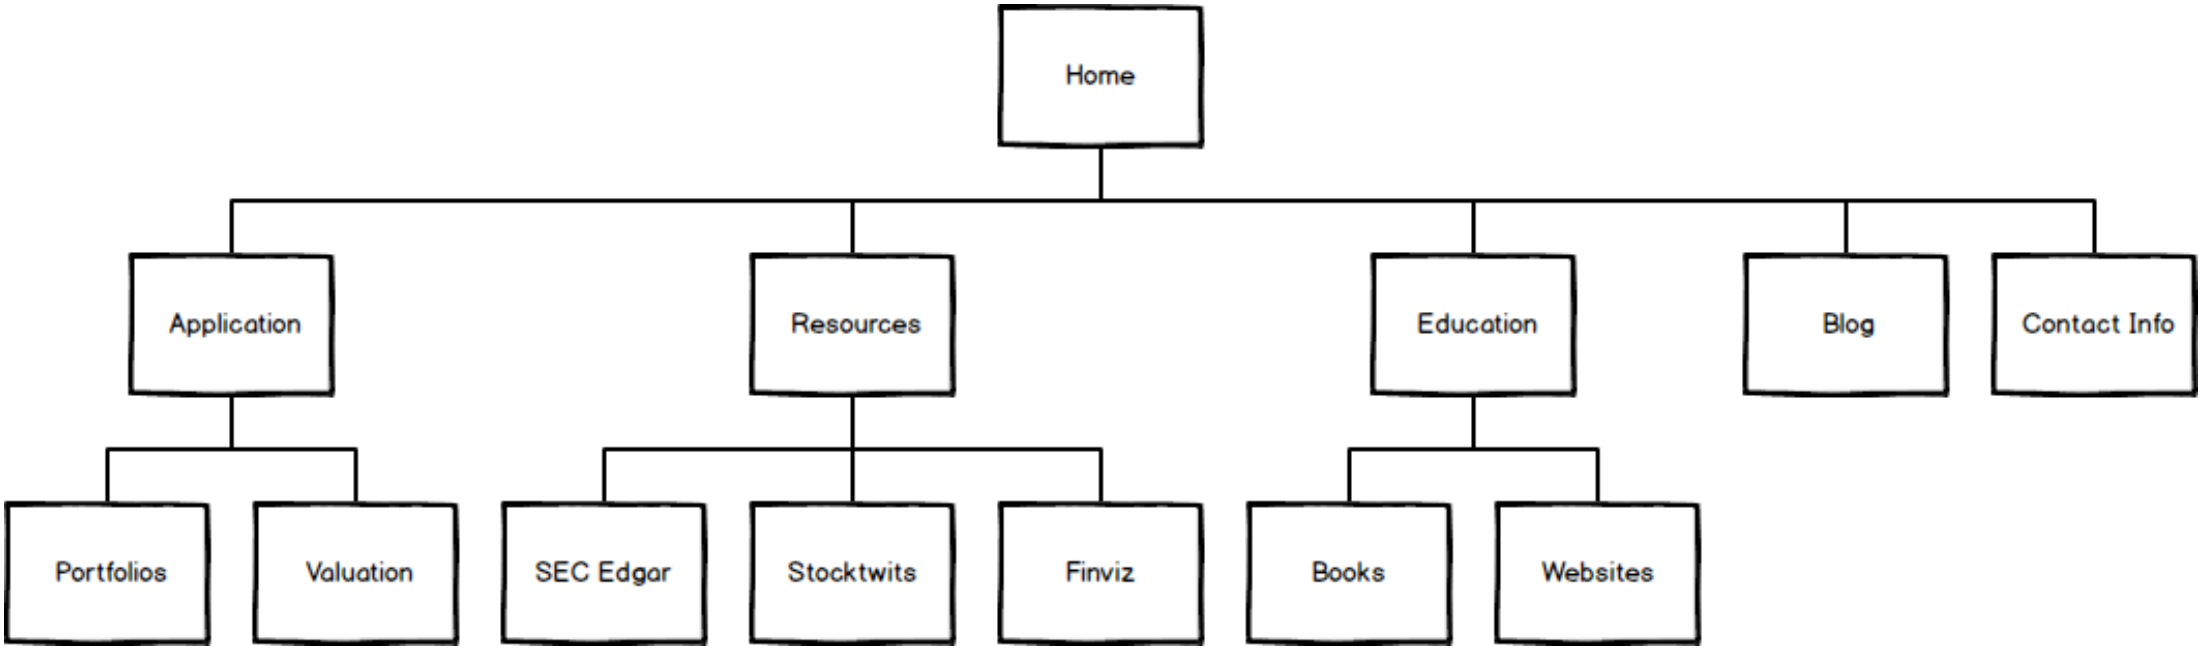 Home
Application
Resources
Education
Blog
Contact Info
Portfolios
Valuation
SEC Edgar
Stocktwits
Finviz
Books
Websites